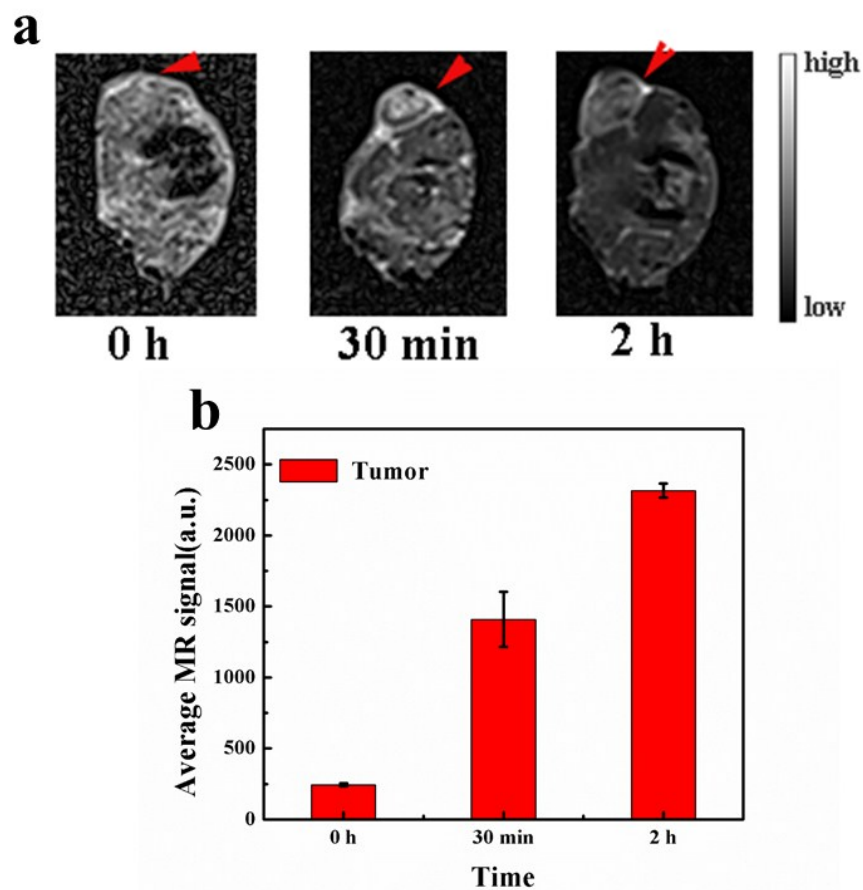 a
high
low
0 h
30 min
2 h
b
Tumor
Average MR signal(a.u.)
2500
2000
1500
1000
500
0
0 h
30 min
2 h
Time